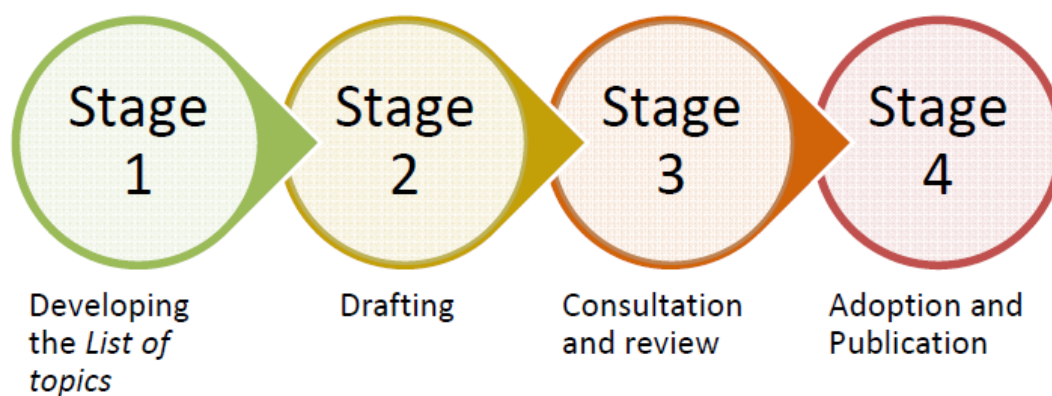 Stage
1
Stage
2
Stage
3
Stage
4
Developing
the List of
topics
Drafting
Consultation
and review
Adoption and
Publication